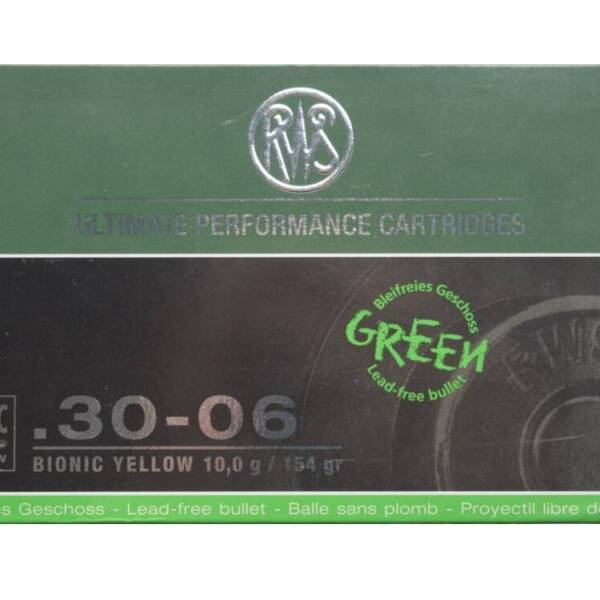 RWS
ULTIMATE PERFORMANCE CARTRIDGES
Bleifreies Geschoss
GREEN
Lead-free bullet
RWS
.30-06
BIONIC YELLOW 10,0 g / 154 gr
s Geschoss - Lead-free bullet - Balle sans plomb - Proyectil libre d